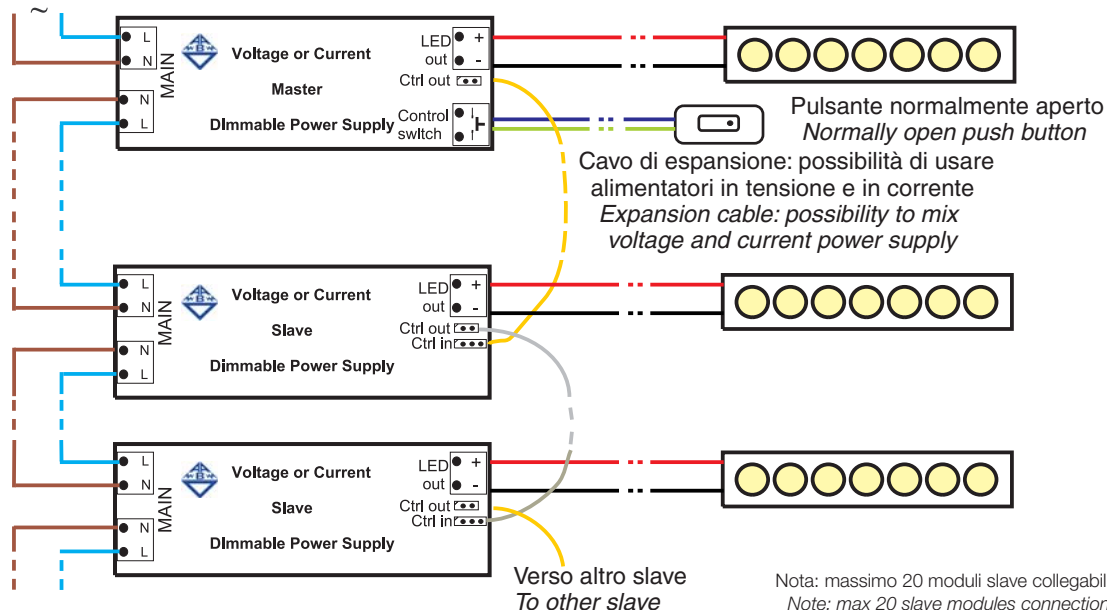 ~
L
N
MAIN
N
L
Voltage or Current
Master
DImmable Power Supply
LED
out
+
-
Ctrl out
Control
swItch
Pulsante normalmente aperto
Normally open push button
Cavo di espansione: possibilità di usare
alimentatori in tensione e in corrente
Expansion cable: possibility to mix
voltage and current power supply
L
N
MAIN
N
L
Voltage or Current
Slave
Dimmable Power Supply
LED
out
+
-
Ctrl out
Ctrl in
L
N
MAIN
N
L
Voltage or Current
Slave
DImmable Power Supply
LED
out
+
-
Ctrl out
Ctrl in
Verso altro slave
To other slave
Nota: massimo 20 moduli slave collegabil
Note: max 20 slave modules connection